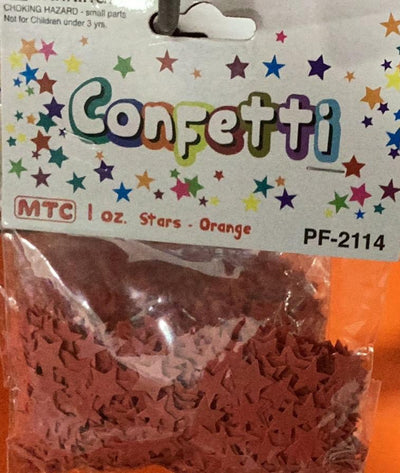 CHOKING HAZARD - small parts
Not for Children under 3 yrs.
Confetti
MTC 1 oz. Stars - Orange
PF-2114